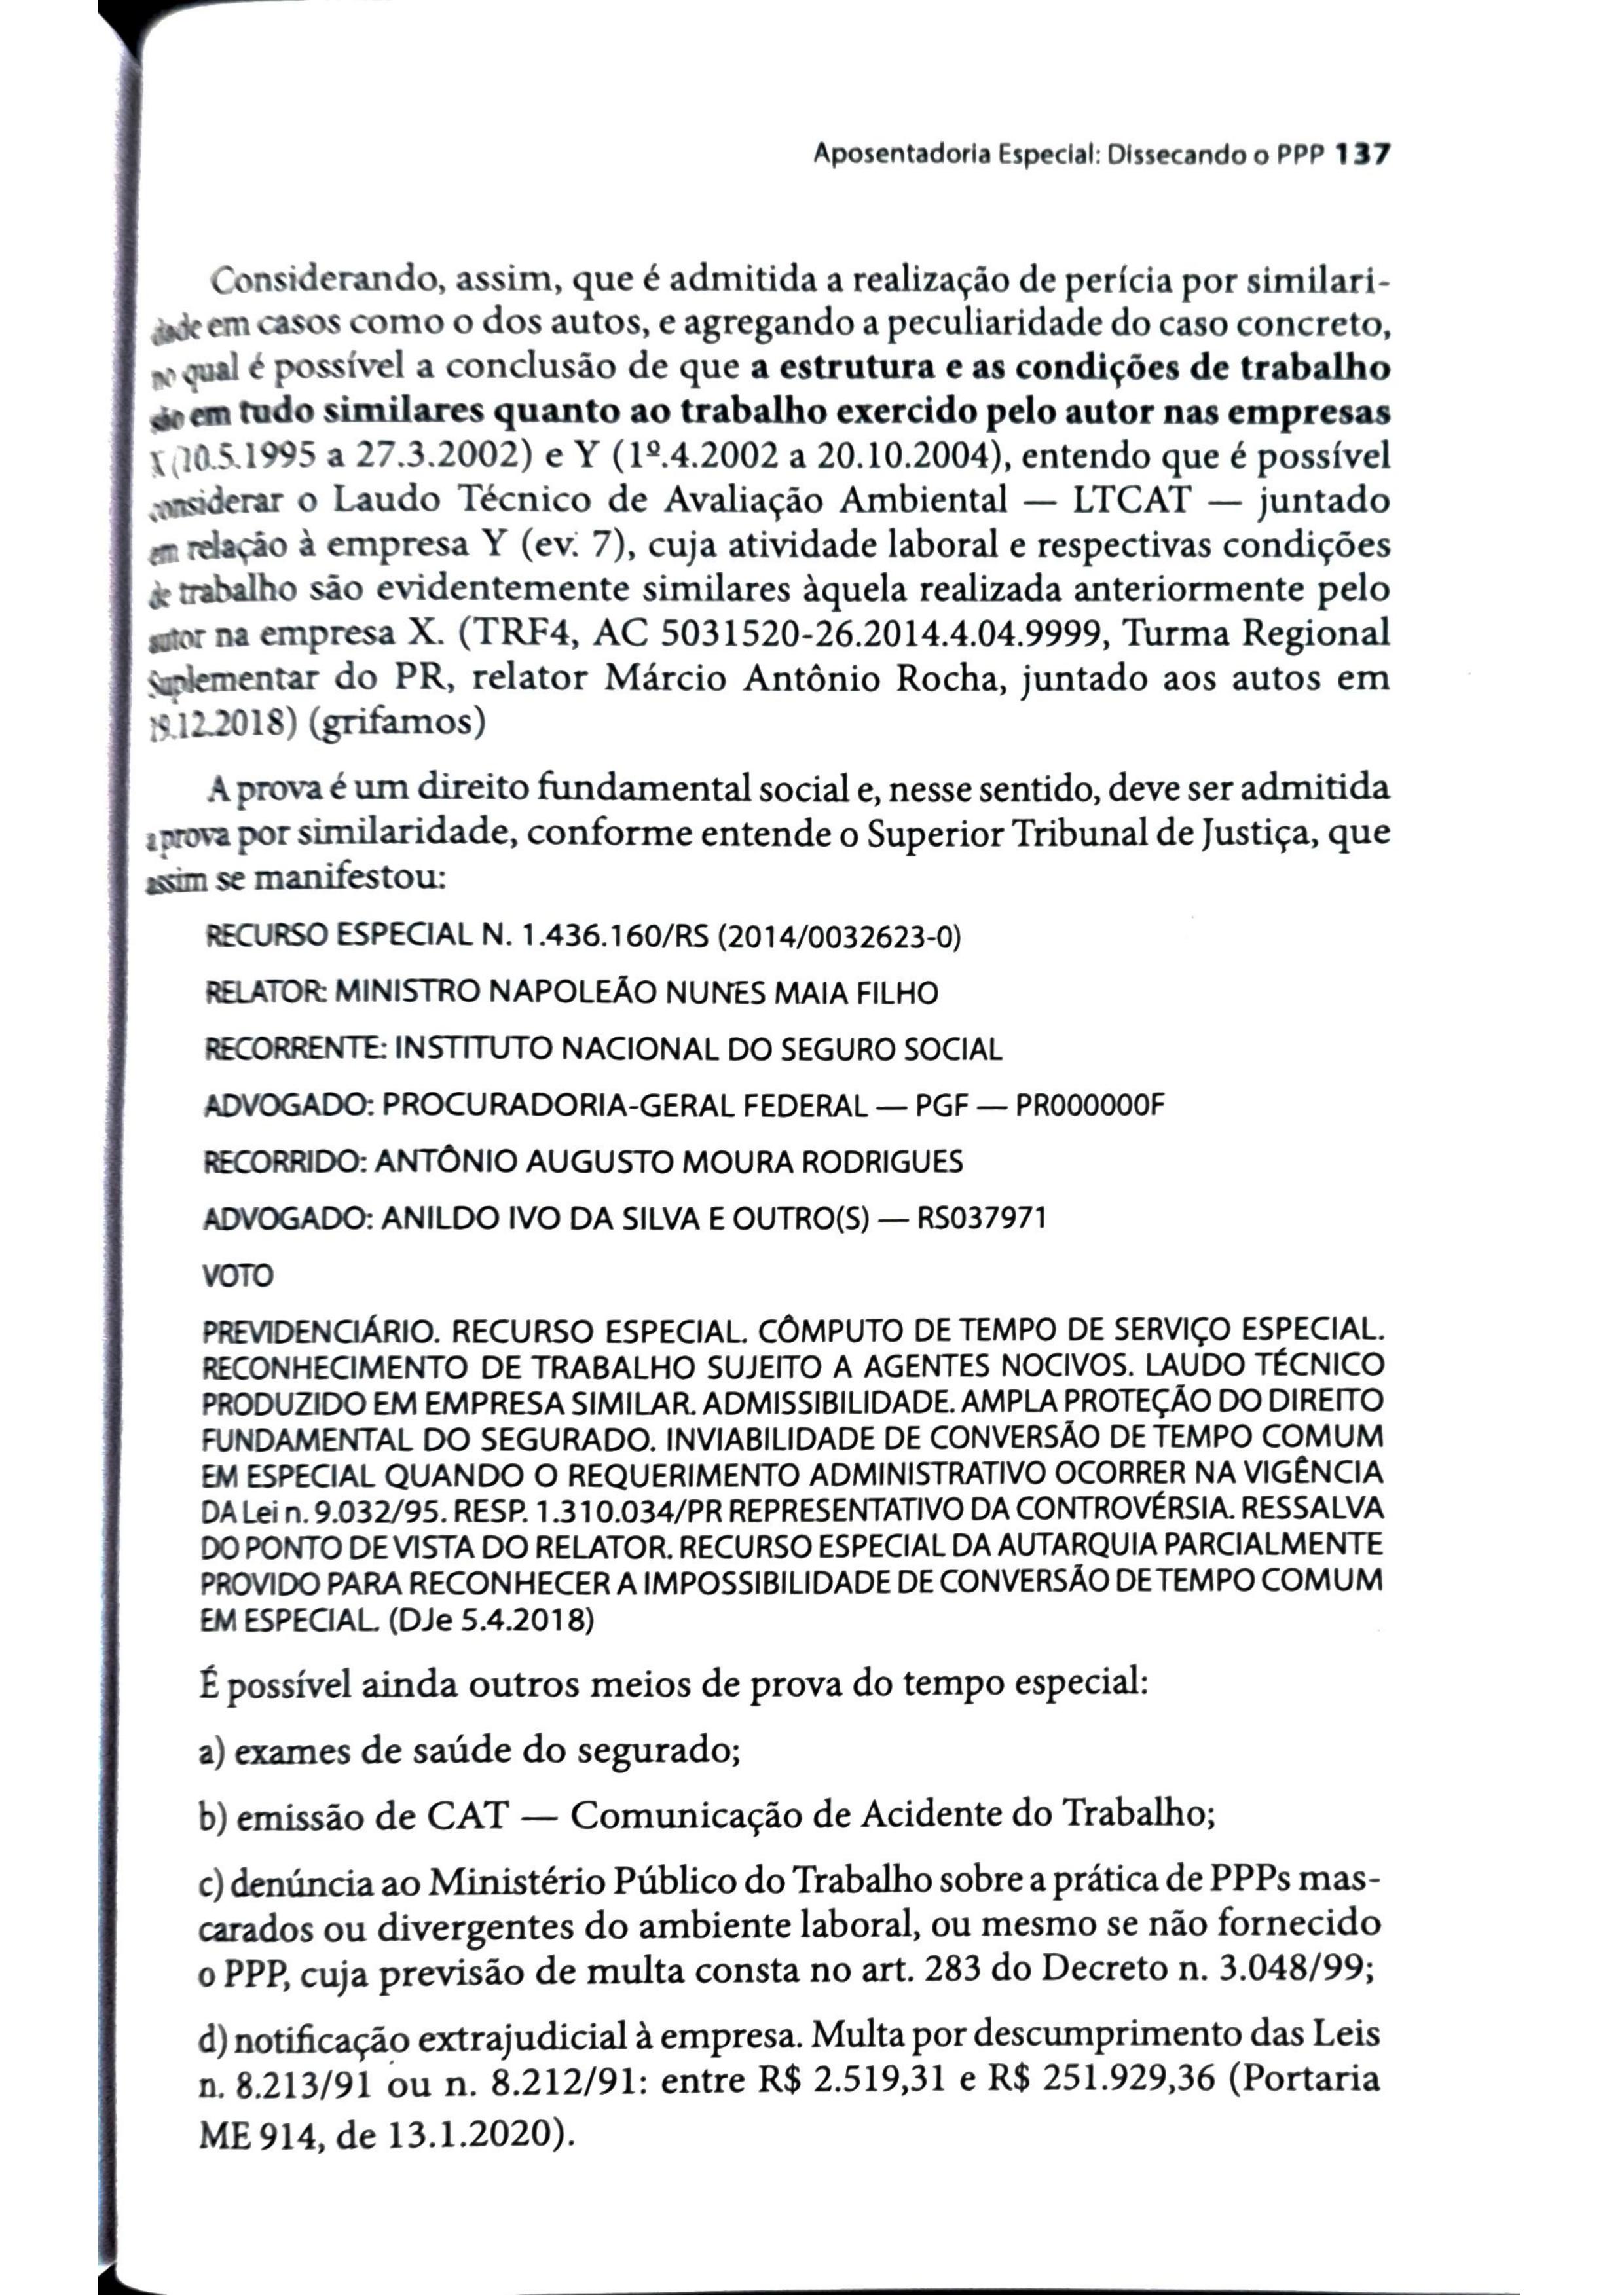 Aposentadoria Especial: Dissecando o PPP 137
Considerando, assim, que é admitida a realização de perícia por similari-
dade em casos como o dos autos, e agregando a peculiaridade do caso concreto,
no qual é possível a conclusão de que a estrutura e as condições de trabalho
são em tudo similares quanto ao trabalho exercido pelo autor nas empresas
X (10.5.1995 a 27.3.2002) e Y (1º.4.2002 a 20.10.2004), entendo que é possível
considerar o Laudo Técnico de Avaliação Ambiental — LTCAT — juntado
em relação à empresa Y (ev. 7), cuja atividade laboral e respectivas condições
de trabalho são evidentemente similares àquela realizada anteriormente pelo
autor na empresa X. (TRF4, AC 5031520-26.2014.4.04.9999, Turma Regional
Suplementar do PR, relator Márcio Antônio Rocha, juntado aos autos em
19.12.2018) (grifamos)
A prova é um direito fundamental social e, nesse sentido, deve ser admitida
a prova por similaridade, conforme entende o Superior Tribunal de Justiça, que
assim se manifestou:
RECURSO ESPECIAL N. 1.436.160/RS (2014/0032623-0)
RELATOR: MINISTRO NAPOLEÃO NUNES MAIA FILHO
RECORRENTE: INSTITUTO NACIONAL DO SEGURO SOCIAL
ADVOGADO: PROCURADORIA-GERAL FEDERAL — PGF — PR000000F
RECORRIDO: ANTÔNIO AUGUSTO MOURA RODRIGUES
ADVOGADO: ANILDO IVO DA SILVA E OUTRO(S) — RS037971
VOTO
PREVIDENCIÁRIO. RECURSO ESPECIAL. CÔMPUTO DE TEMPO DE SERVIÇO ESPECIAL.
RECONHECIMENTO DE TRABALHO SUJEITO A AGENTES NOCIVOS. LAUDO TÉCNICO
PRODUZIDO EM EMPRESA SIMILAR. ADMISSIBILIDADE. AMPLA PROTEÇÃO DO DIREITO
FUNDAMENTAL DO SEGURADO. INVIABILIDADE DE CONVERSÃO DE TEMPO COMUM
EM ESPECIAL QUANDO O REQUERIMENTO ADMINISTRATIVO OCORRER NA VIGÊNCIA
DA Lei n. 9.032/95. RESP. 1.310.034/PR REPRESENTATIVO DA CONTROVÉRSIA. RESSALVA
DO PONTO DE VISTA DO RELATOR. RECURSO ESPECIAL DA AUTARQUIA PARCIALMENTE
PROVIDO PARA RECONHECER A IMPOSSIBILIDADE DE CONVERSÃO DE TEMPO COMUM
EM ESPECIAL. (DJe 5.4.2018)
É possível ainda outros meios de prova do tempo especial:
a) exames de saúde do segurado;
b) emissão de CAT — Comunicação de Acidente do Trabalho;
c) denúncia ao Ministério Público do Trabalho sobre a prática de PPPs mas-
carados ou divergentes do ambiente laboral, ou mesmo se não fornecido
o PPP, cuja previsão de multa consta no art. 283 do Decreto n. 3.048/99;
d) notificação extrajudicial à empresa. Multa por descumprimento das Leis
n. 8.213/91 ou n. 8.212/91: entre R$ 2.519,31 e R$ 251.929,36 (Portaria
ME 914, de 13.1.2020).